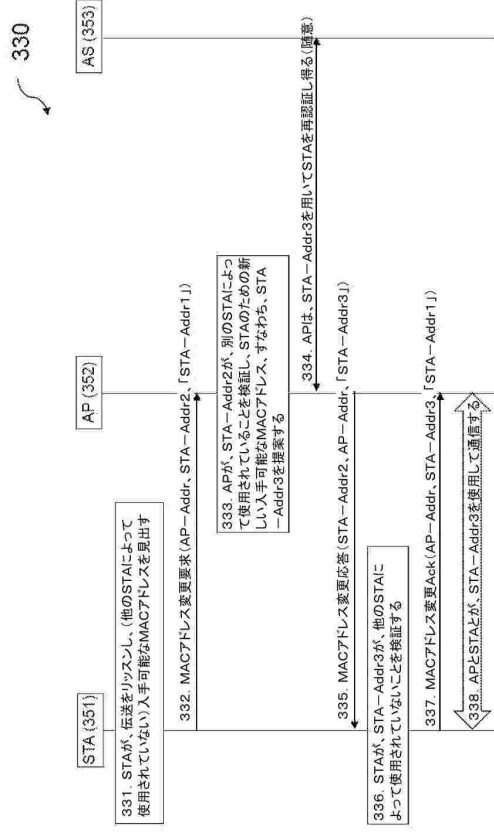 330
STA (351)
AP (352)
AS (353)
331. STAが、伝送をリッスンし、(他のSTAによって
使用されていない)入手可能なMACアドレスを見出す
332. MACアドレス変更要求(AP-Addr、STA-Addr2、「STA-Addr1」)
333. APが、STA-Addr2が、別のSTAによっ
て使用されていることを検証し、STAのための新
しい入手可能なMACアドレス、すなわち、STA
-Addr3を提案する
334. APは、STA-Addr3を用いてSTAを再認証し得る(随意)
335. MACアドレス変更応答(STA-Addr2、AP-Addr、「STA-Addr3」)
336. STAが、STA-Addr3が、他のSTAに
よって使用されていないことを検証する
337. MACアドレス変更Ack(AP-Addr、STA-Addr3、「STA-Addr1」)
338. APとSTAとが、STA-Addr3を使用して通信する